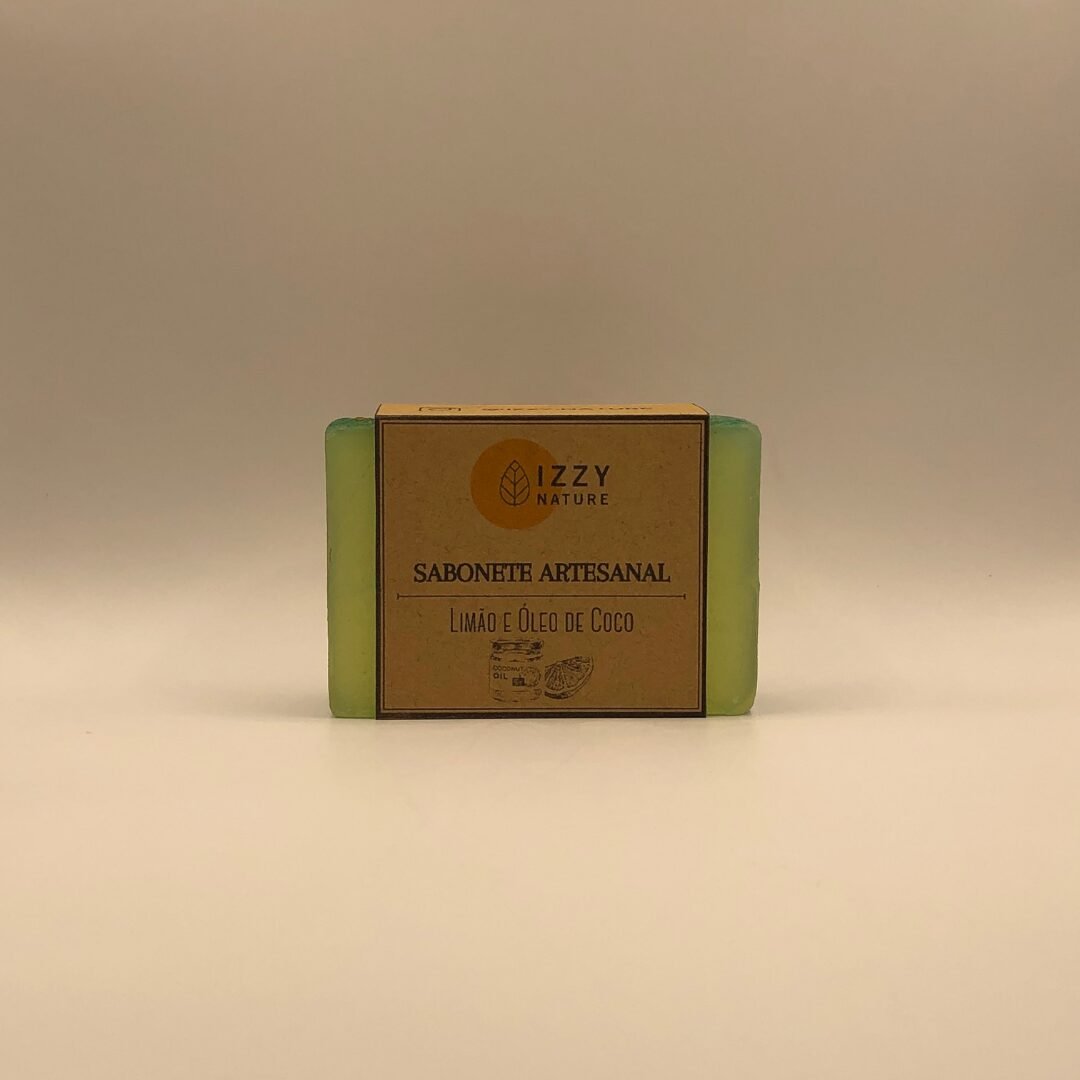 IZZY
NATURE
SABONETE ARTESANAL
LIMÃO E ÓLEO DE COCO
COCONUT
OIL